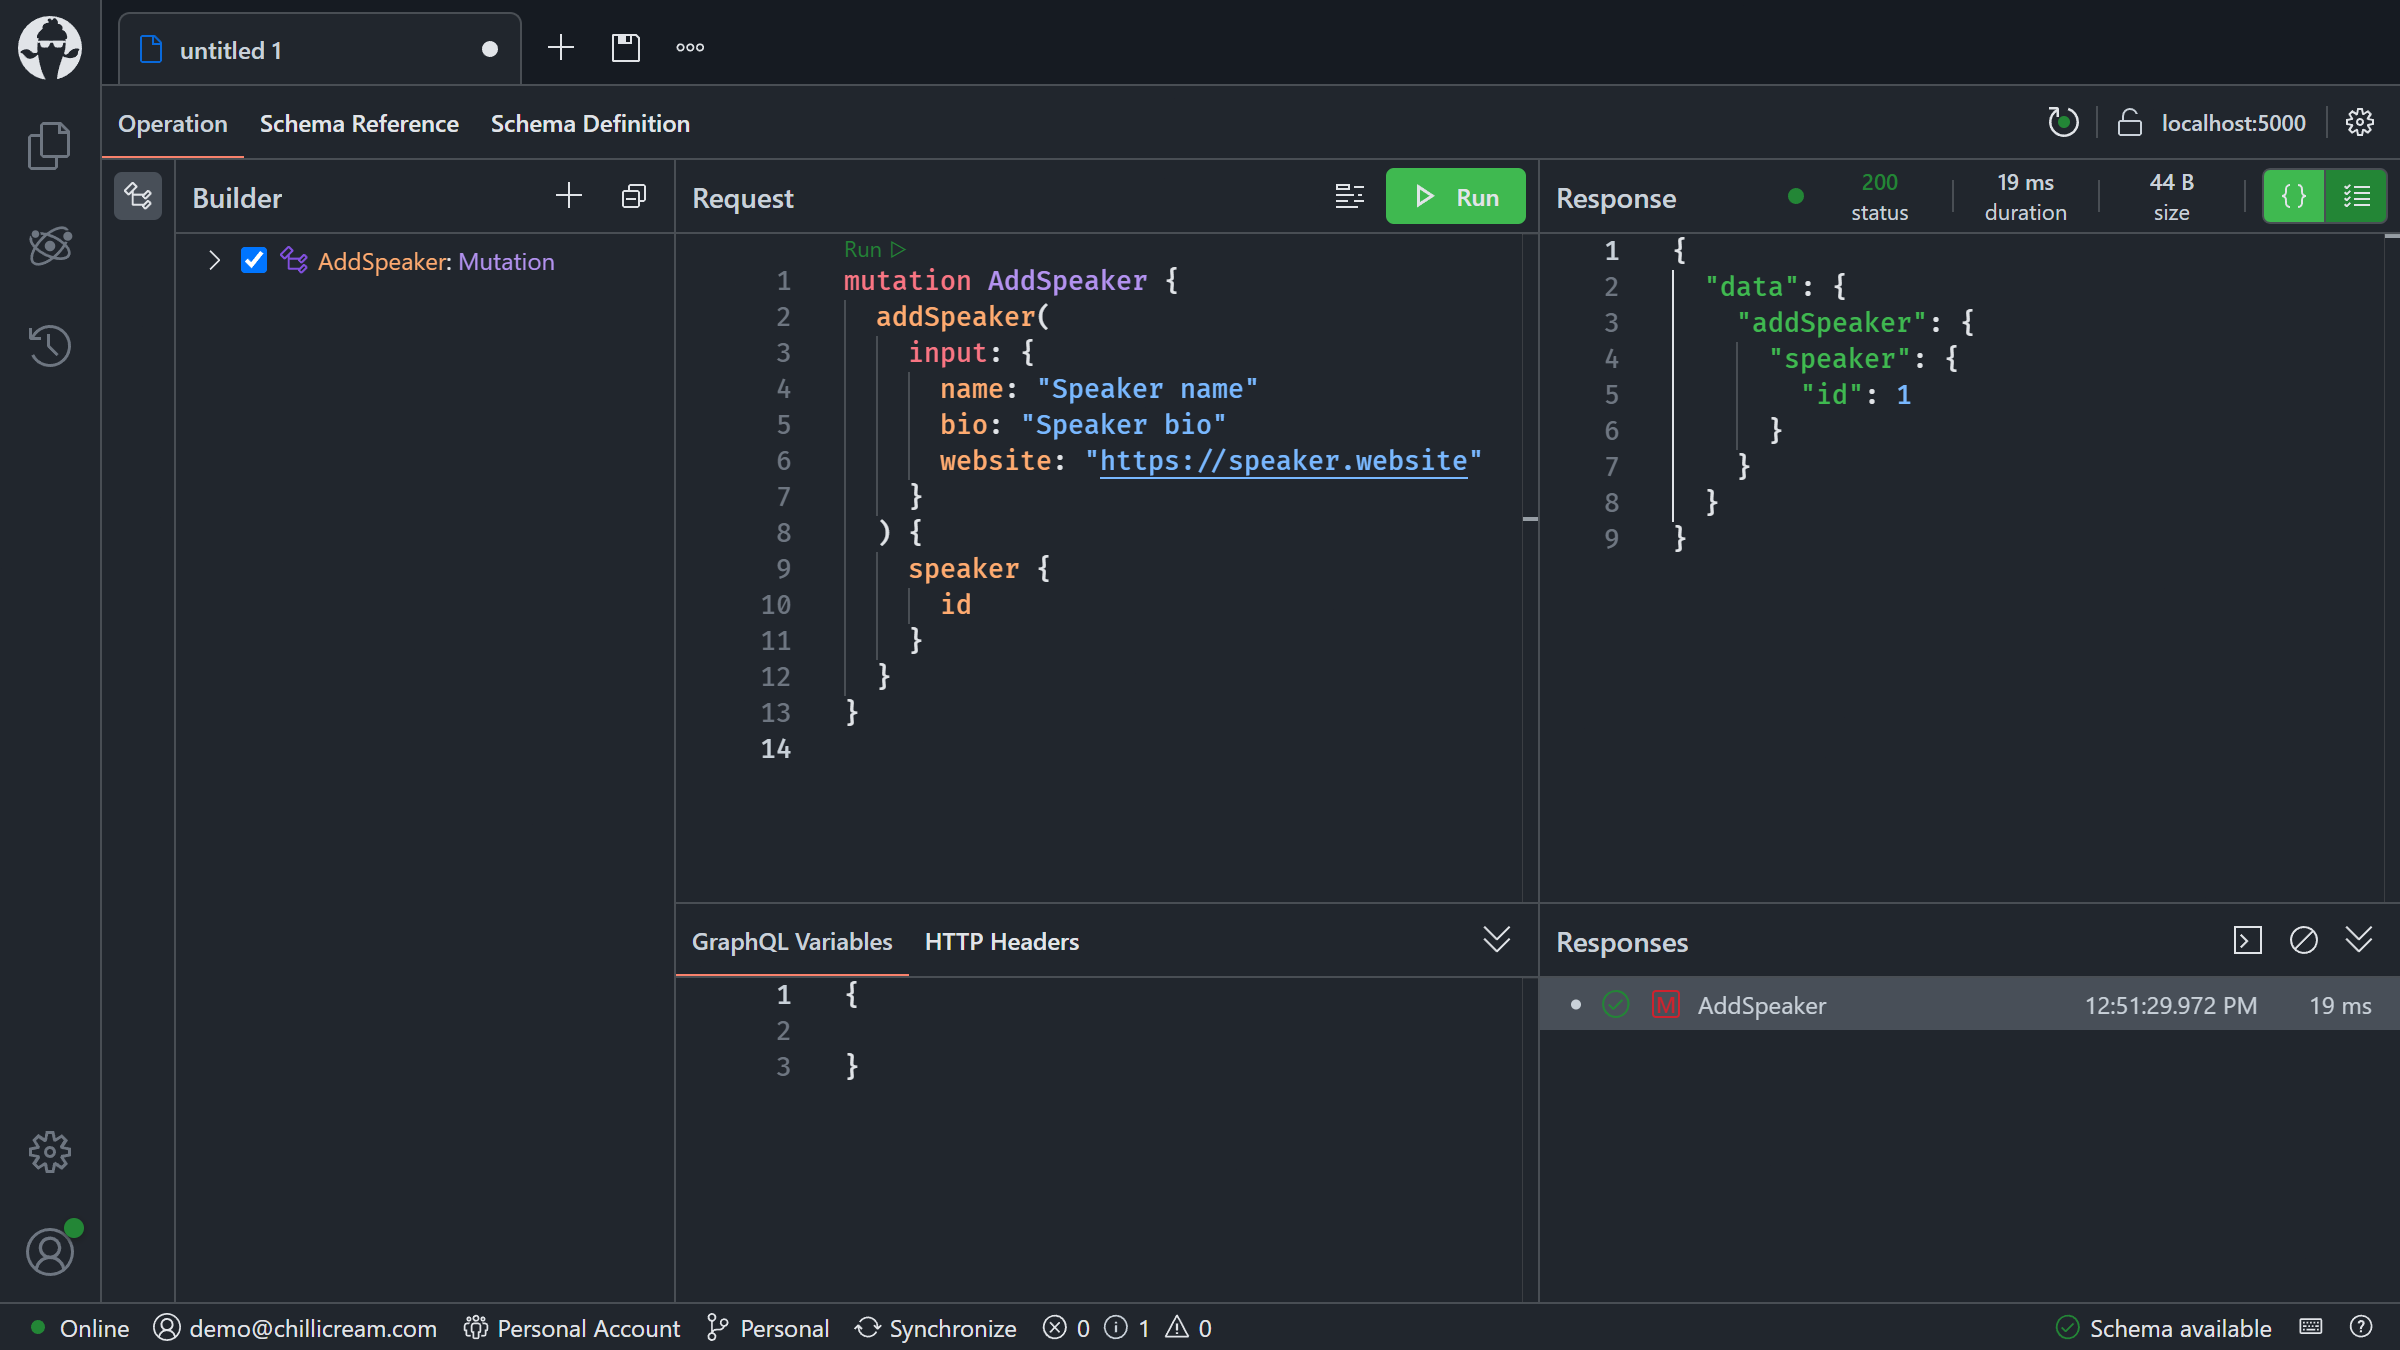 untitled 1
Operation Schema Reference Schema Definition
localhost:5000
Builder
AddSpeaker: Mutation
Request
Run
Run
1 mutation AddSpeaker {
2 addSpeaker(
3 input: {
4 name: "Speaker name"
5 bio: "Speaker bio"
6 website: "https://speaker.website"
7 }
8 ) {
9 speaker {
10 id
11 }
12 }
13 }
14
Response
200 status
19 ms duration
44 B size
{}
1 {
2 "data": {
3 "addSpeaker": {
4 "speaker": {
5 "id": 1
6 }
7 }
8 }
9 }
GraphQL Variables HTTP Headers
1 {
2
3 }
Responses
M AddSpeaker 12:51:29.972 PM 19 ms
Online demo@chillicream.com Personal Account Personal Synchronize 0 1 0 Schema available